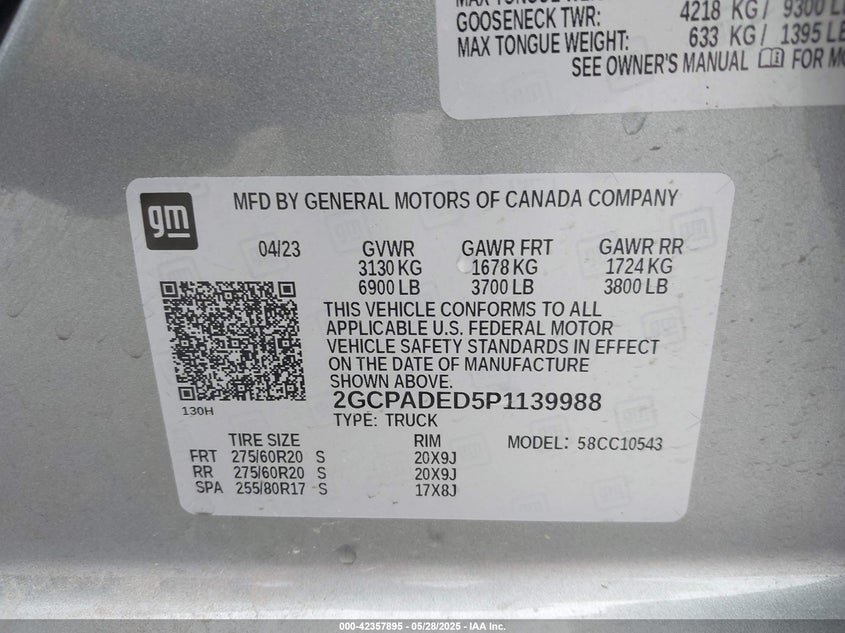 GOOSENECK TWR: 4218 KG / 9300 LB
MAX TONGUE WEIGHT: 633 KG / 1395 LB
SEE OWNER'S MANUAL FOR MO
gm
MFD BY GENERAL MOTORS OF CANADA COMPANY
04/23 GVWR GAWR FRT GAWR RR
3130 KG 1678 KG 1724 KG
6900 LB 3700 LB 3800 LB
THIS VEHICLE CONFORMS TO ALL
APPLICABLE U.S. FEDERAL MOTOR
VEHICLE SAFETY STANDARDS IN EFFECT
ON THE DATE OF MANUFACTURE
SHOWN ABOVE.
2GCPADED5P1139988
130H
TYPE: TRUCK
TIRE SIZE RIM MODEL: 58CC10543
FRT 275/60R20 S 20X9J
RR 275/60R20 S 20X9J
SPA 255/80R17 S 17X8J
000-42357895 - 05/28/2025 - IAA Inc.